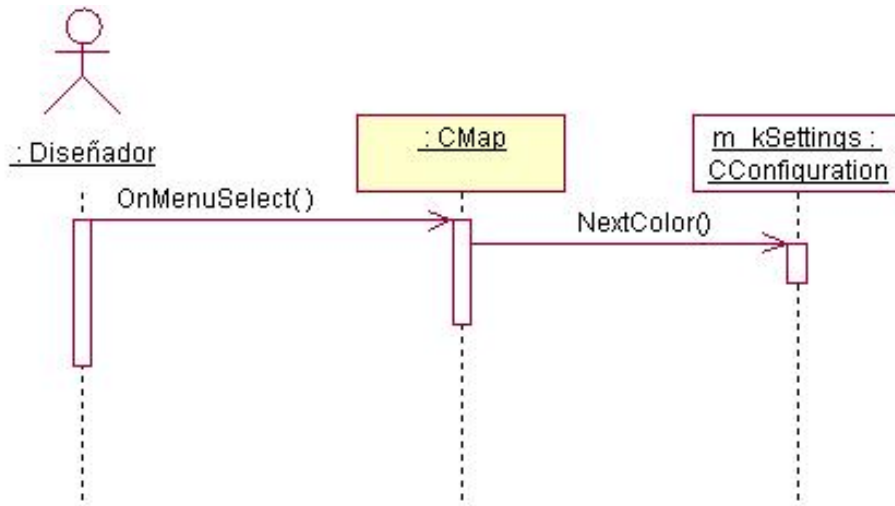 : Diseñador
: CMap
m_kSettings :
CConfiguration
OnMenuSelect()
NextColor()